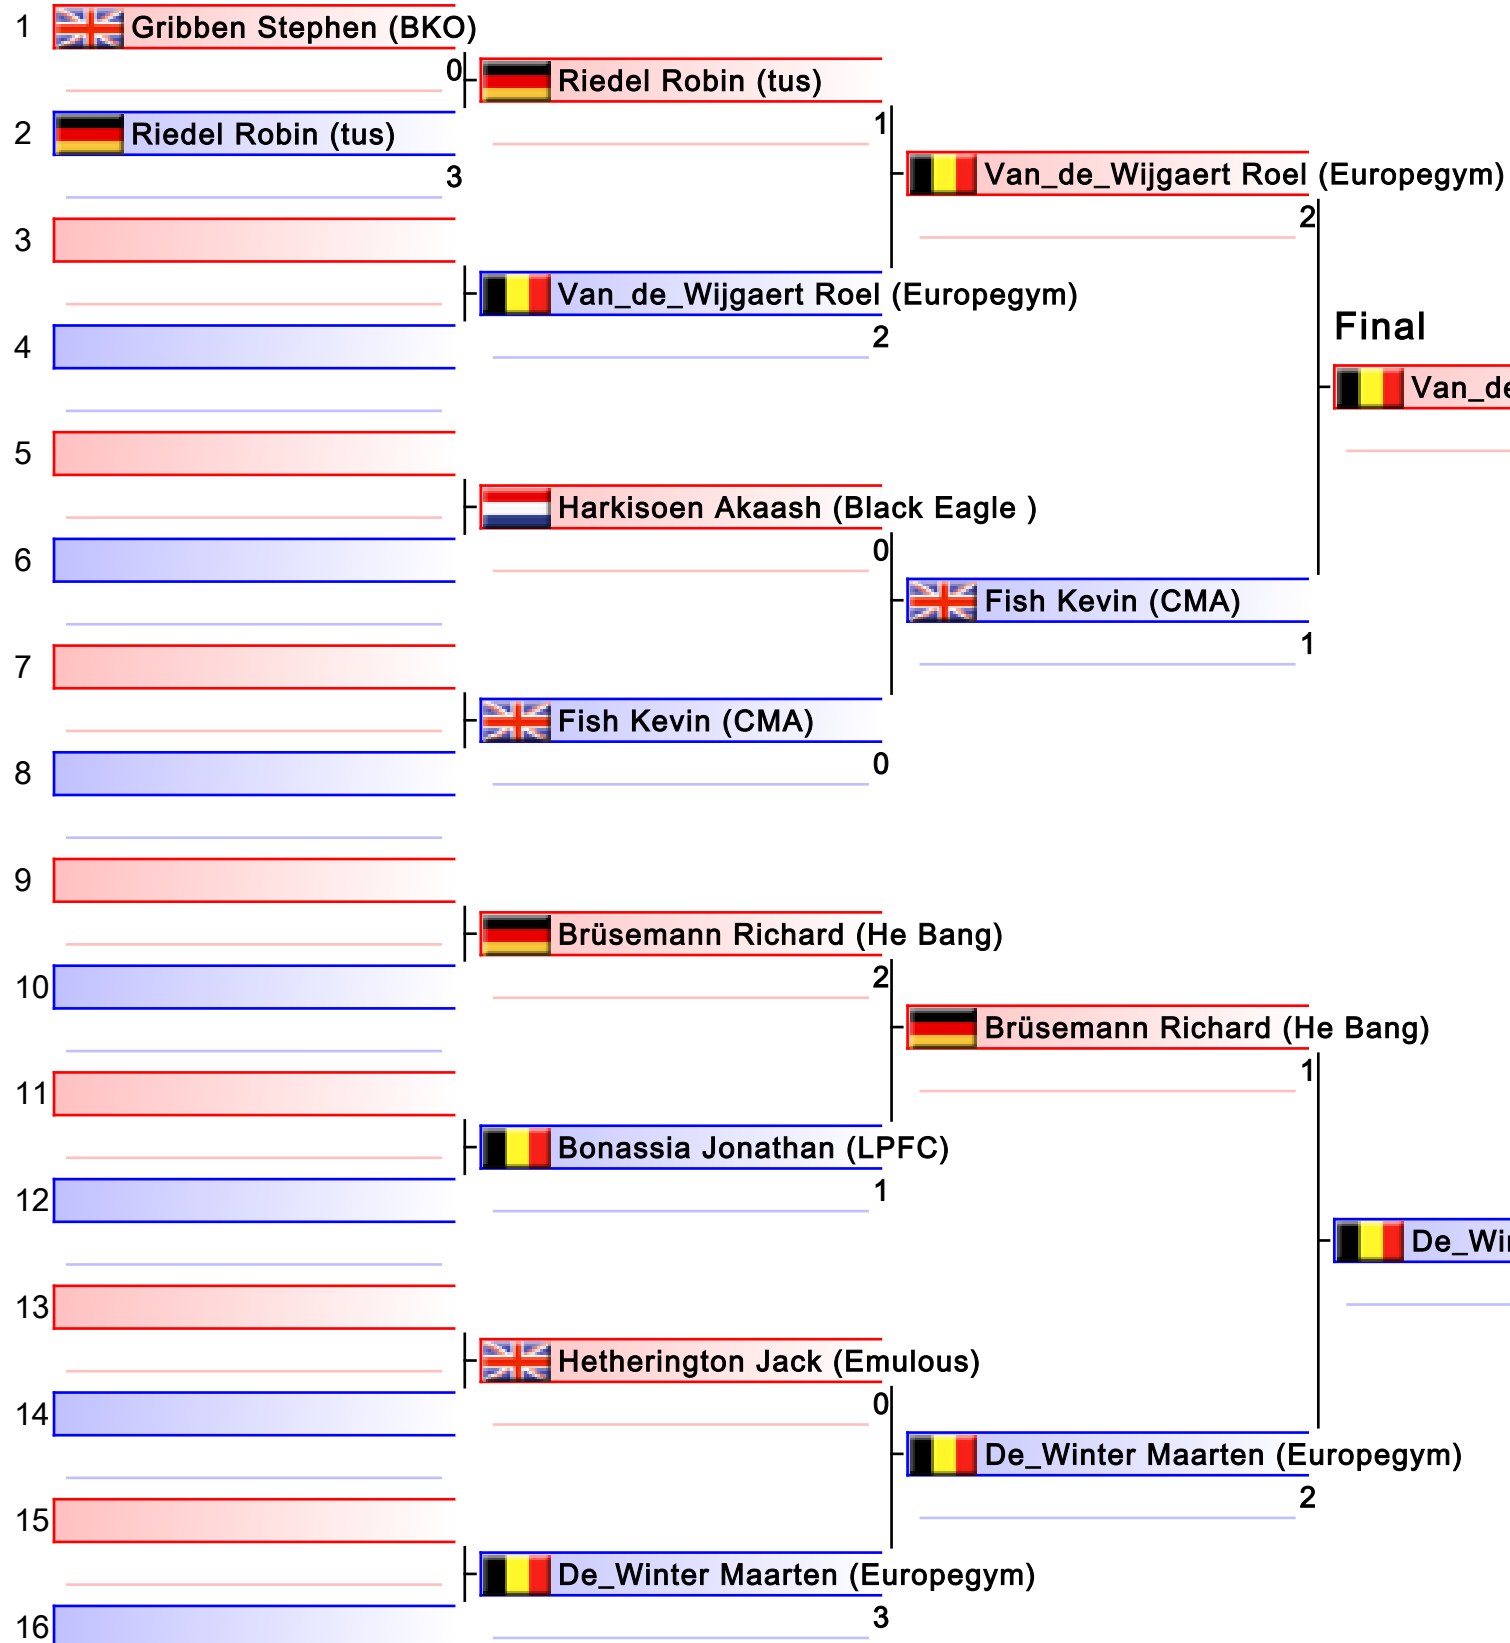 1 Gribben Stephen (BKO)
0
Riedel Robin (tus)
1
2 Riedel Robin (tus)
3
Van_de_Wijgaert Roel (Europegym)
2
3
Van_de_Wijgaert Roel (Europegym)
2
4
Final
Van_de
5
Harkisoen Akaash (Black Eagle )
0
6
Fish Kevin (CMA)
1
7
Fish Kevin (CMA)
0
8
9
Brüsemann Richard (He Bang)
2
10
Brüsemann Richard (He Bang)
1
11
Bonassia Jonathan (LPFC)
1
12
De_Wi
13
Hetherington Jack (Emulous)
0
14
De_Winter Maarten (Europegym)
2
15
De_Winter Maarten (Europegym)
3
16